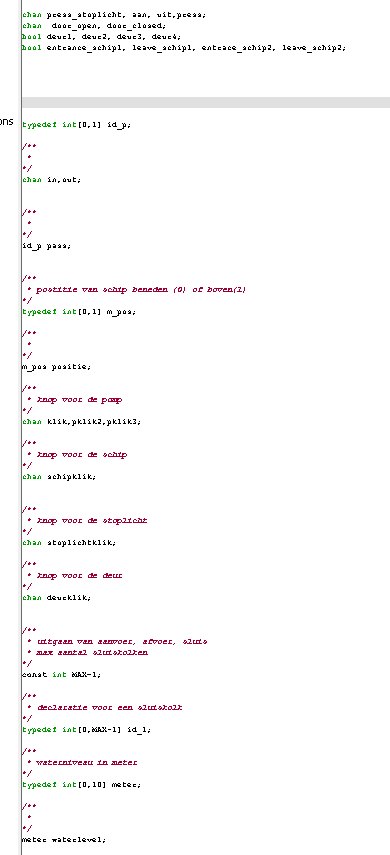 chan press_stoplicht, aan, uit,press;
chan  door_open, door_closed;
bool deur1, deur2, deur3, deur4;
bool entrance_schip1, leave_schip1, entrace_schip2, leave_schip2;
ons
typedef int[0,1] id_p;
/**
*
*/
chan in,out;
/**
*
*/
id_p pass;
/**
* postitie van schip beneden (0) of boven(1)
*/
typedef int[0,1] m_pos;
/**
*
*/
m_pos positie;
/**
* knop voor de pomp
*/
chan klik,pklik2,pklik3;
/**
* knop voor de schip
*/
chan schipklik;
/**
* knop voor de stoplicht
*/
chan stoplichtklik;
/**
* knop voor de deur
*/
chan deurklik;
/**
* uitgaan van aanvoer, afvoer, sluis
* max aantal sluiskolken
*/
const int MAX=1;
/**
* declaratie voor een sluiskolk
*/
typedef int[0,MAX-1] id_l;
/**
* waterniveau in meter
*/
typedef int[0,10] meter;
/**
*
*/
meter waterlevel;